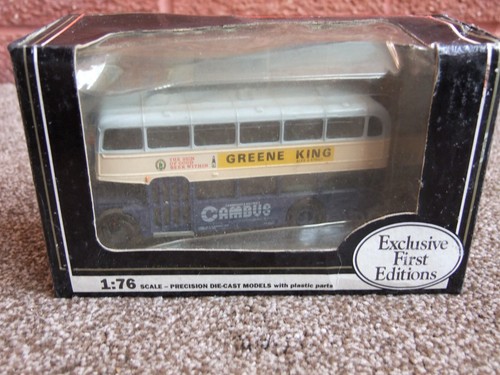 GREENE KING
CAMBUS
Exclusive
First
Editions
1:76 SCALE – PRECISION DIE-CAST MODELS with plastic parts